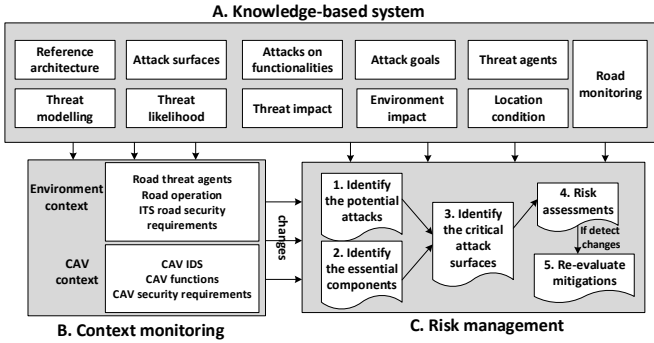 A. Knowledge-based system
Reference
architecture
Attack surfaces
Attacks on
functionalities
Attack goals
Threat agents
Road
monitoring
Threat
modelling
Threat
likelihood
Threat impact
Environment
impact
Location
condition
Environment
context
Road threat agents
Road operation
ITS road security
requirements
CAV
context
CAV IDS
CAV functions
CAV security requirements
B. Context monitoring
changes
1. Identify
the potential
attacks
2. Identify
the essential
components
3. Identify
the critical
attack
surfaces
4. Risk
assessments
If detect
changes
5. Re-evaluate
mitigations
C. Risk management